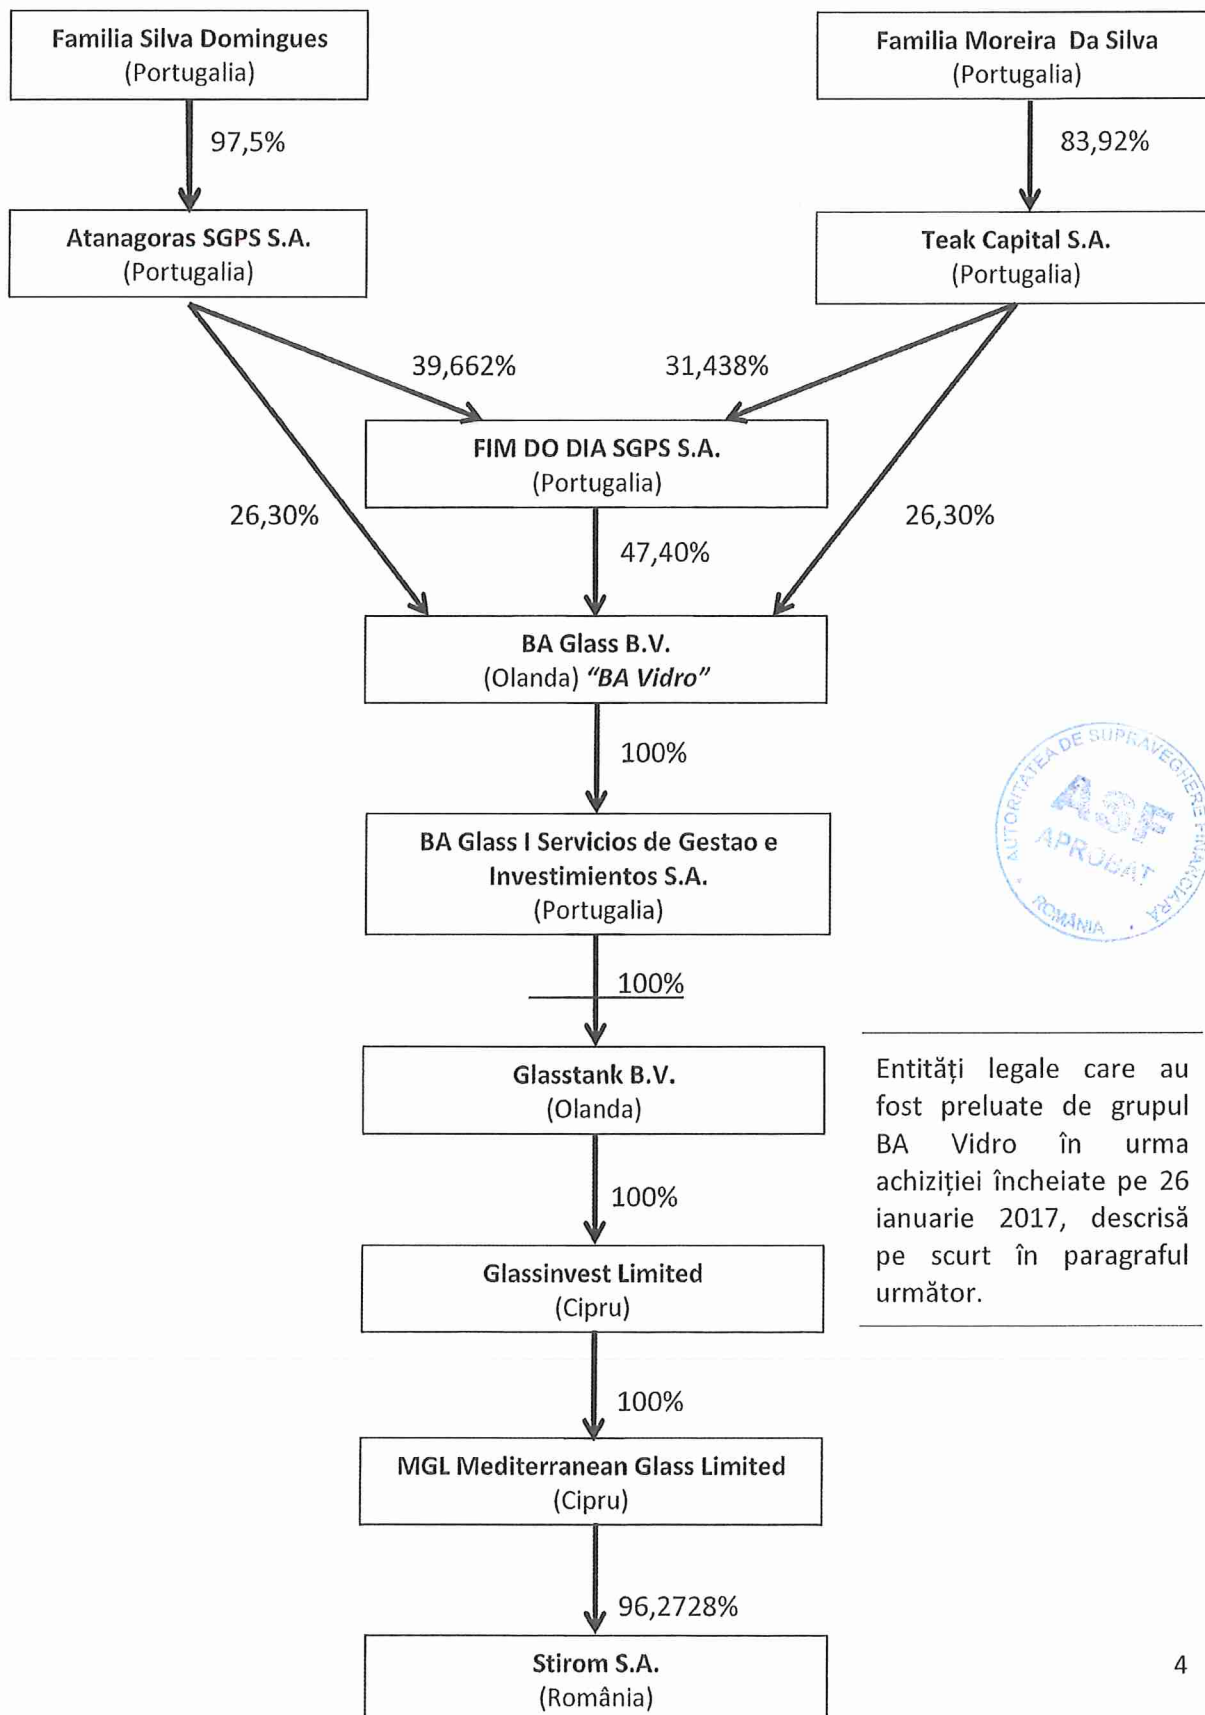 Familia Silva Domingues
(Portugalia)
Familia Moreira Da Silva
(Portugalia)
97,5%
83,92%
Atanagoras SGPS S.A.
(Portugalia)
Teak Capital S.A.
(Portugalia)
39,662%
31,438%
FIM DO DIA SGPS S.A.
(Portugalia)
26,30%
26,30%
47,40%
BA Glass B.V.
(Olanda) “BA Vidro”
100%
AUTORITATEA DE SUPRAVEGHERE FINANCIARĂ
ASF
APROBAT
ROMÂNIA
BA Glass I Servicios de Gestao e
Investimientos S.A.
(Portugalia)
100%
Glasstank B.V.
(Olanda)
Entități legale care au
fost preluate de grupul
BA Vidro în urma
achiziției încheiate pe 26
ianuarie 2017, descrisă
pe scurt în paragraful
următor.
100%
Glassinvest Limited
(Cipru)
100%
MGL Mediterranean Glass Limited
(Cipru)
96,2728%
Stirom S.A.
(România)
4